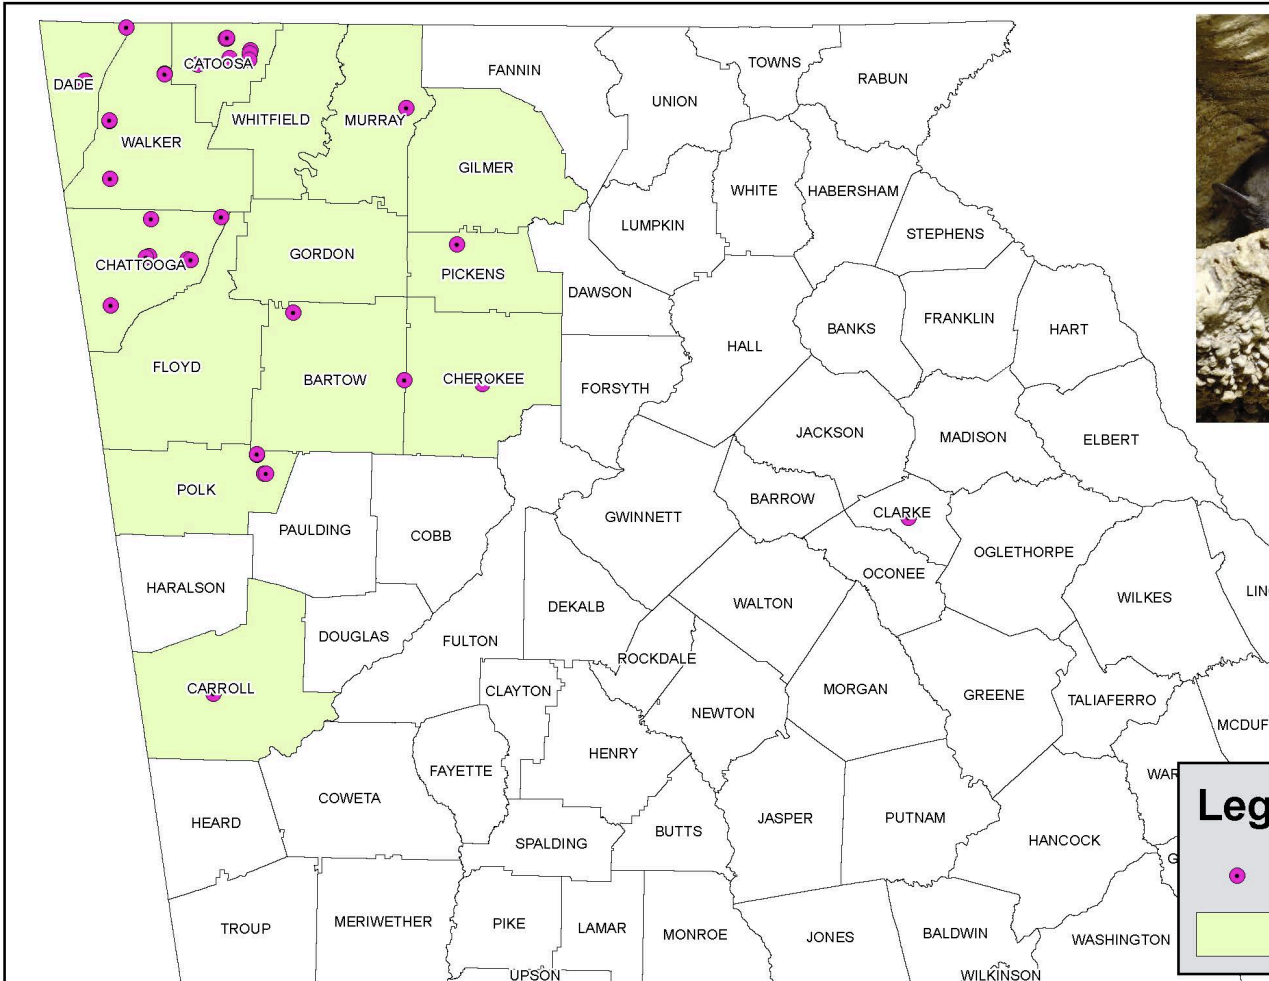 FANNIN
TOWNS
RABUN
UNION
CATOOSA
DADE
WHITFIELD
MURRAY
WALKER
GILMER
WHITE
HABERSHAM
LUMPKIN
STEPHENS
GORDON
CHATTOOGA
PICKENS
DAWSON
BANKS
FRANKLIN
HART
HALL
FLOYD
BARTOW
CHEROKEE
FORSYTH
JACKSON
MADISON
ELBERT
POLK
BARROW
CLARKE
GWINNETT
PAULDING
COBB
OGLETHORPE
OCONEE
HARALSON
DEKALB
WALTON
WILKES
LIN
DOUGLAS
FULTON
ROCKDALE
CARROLL
CLAYTON
MORGAN
GREENE
TALIAFERRO
NEWTON
MCDUF
HENRY
FAYETTE
WAR
COWETA
HEARD
JASPER
PUTNAM
SPALDING
BUTTS
HANCOCK
G
Leg
TROUP
MERIWETHER
PIKE
LAMAR
MONROE
JONES
BALDWIN
WASHINGTON
UPSON
WILKINSON